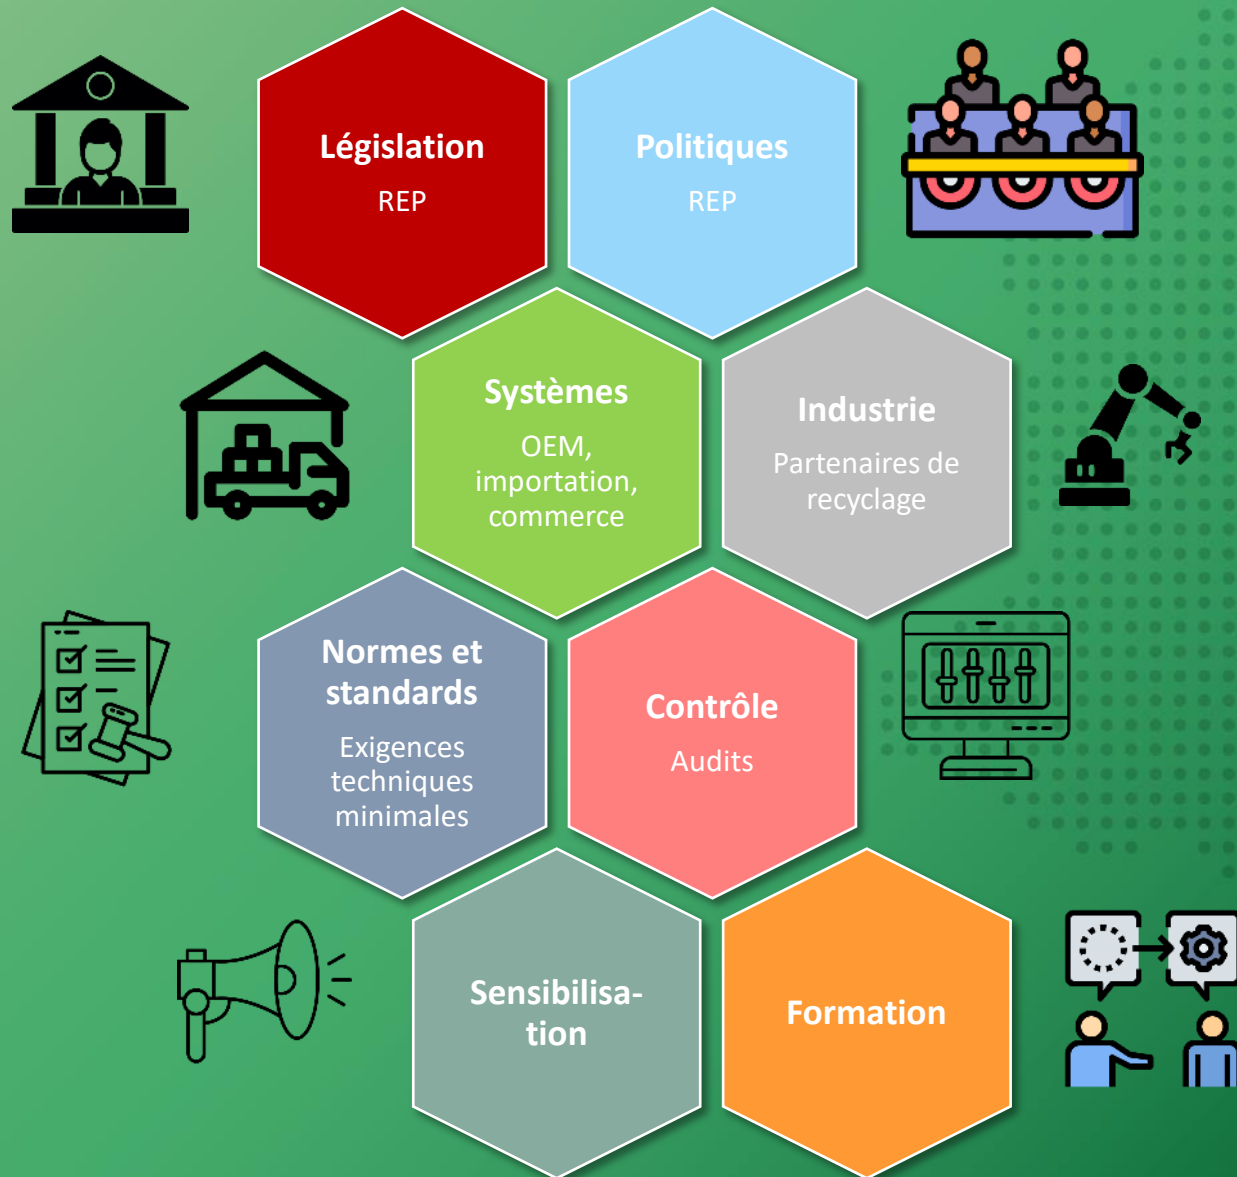 Législation
REP
Politiques
REP
Systèmes
OEM,
importation,
commerce
Industrie
Partenaires de
recyclage
Normes et
standards
Exigences
techniques
minimales
Contrôle
Audits
Sensibilisa-
tion
Formation